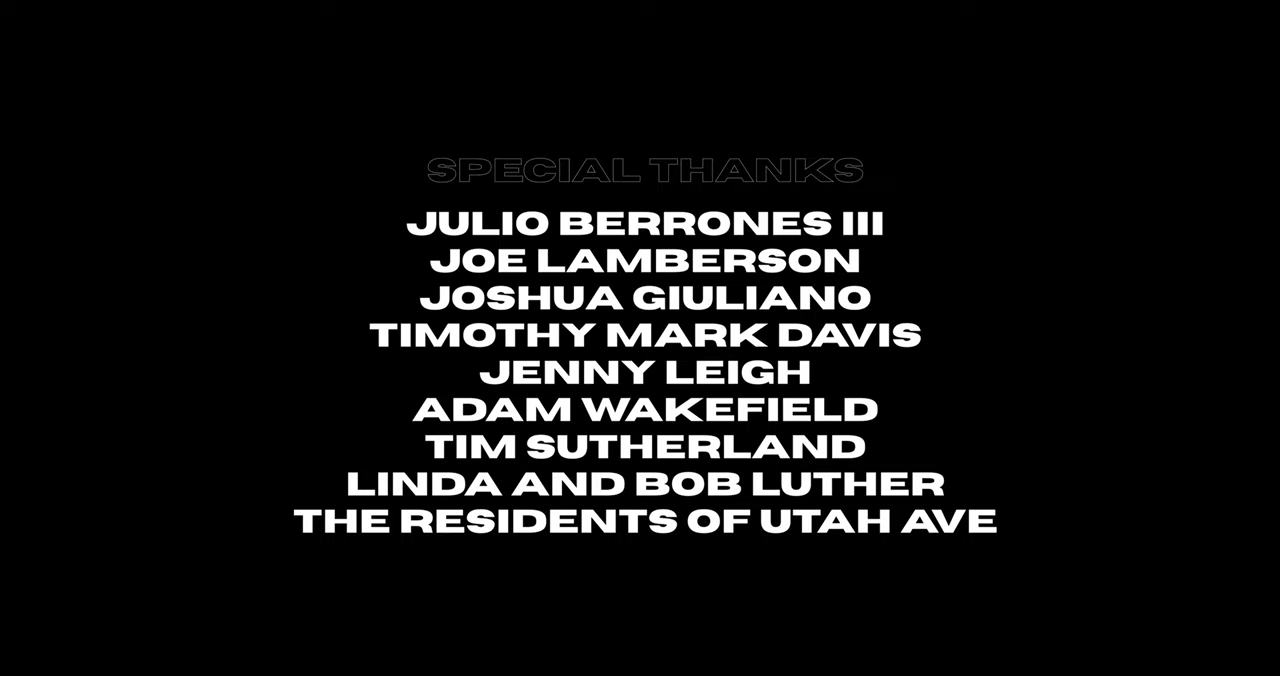 SPECIAL THANKS
JULIO BERRONES III
JOE LAMBERSON
JOSHUA GIULIANO
TIMOTHY MARK DAVIS
JENNY LEIGH
ADAM WAKEFIELD
TIM SUTHERLAND
LINDA AND BOB LUTHER
THE RESIDENTS OF UTAH AVE